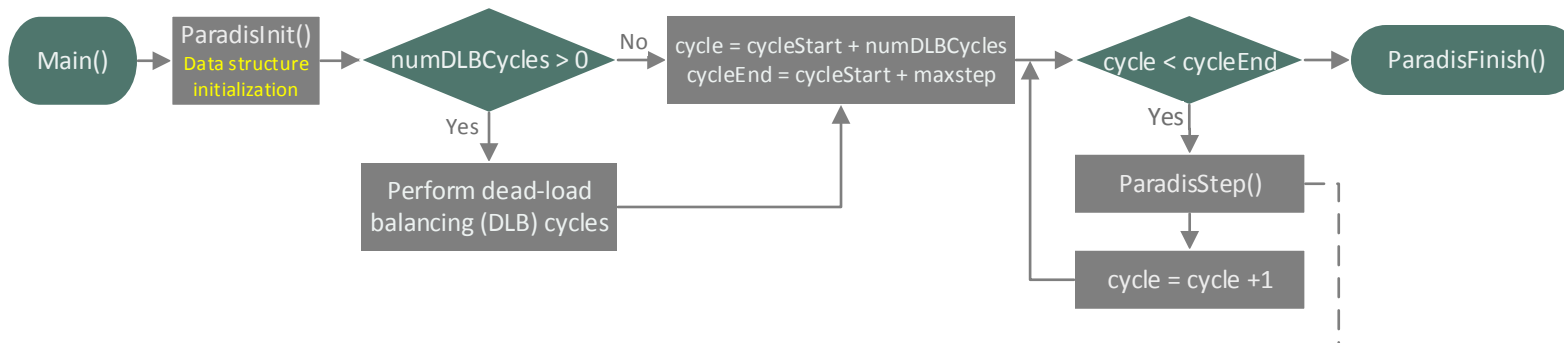 Main()
ParadisInit()
Data structure
initialization
numDLBCycles > 0
No
Yes
Perform dead-load
balancing (DLB) cycles
cycle = cycleStart + numDLBCycles
cycleEnd = cycleStart + maxstep
cycle < cycleEnd
Yes
ParadisStep()
cycle = cycle +1
ParadisFinish()